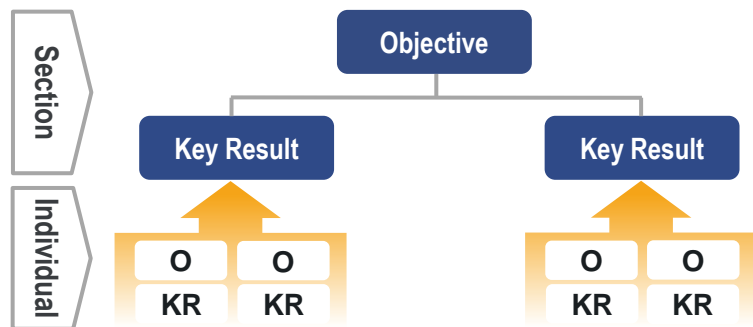 Section
Objective
Key Result Key Result
Individual
O O O O
KR KR KR KR